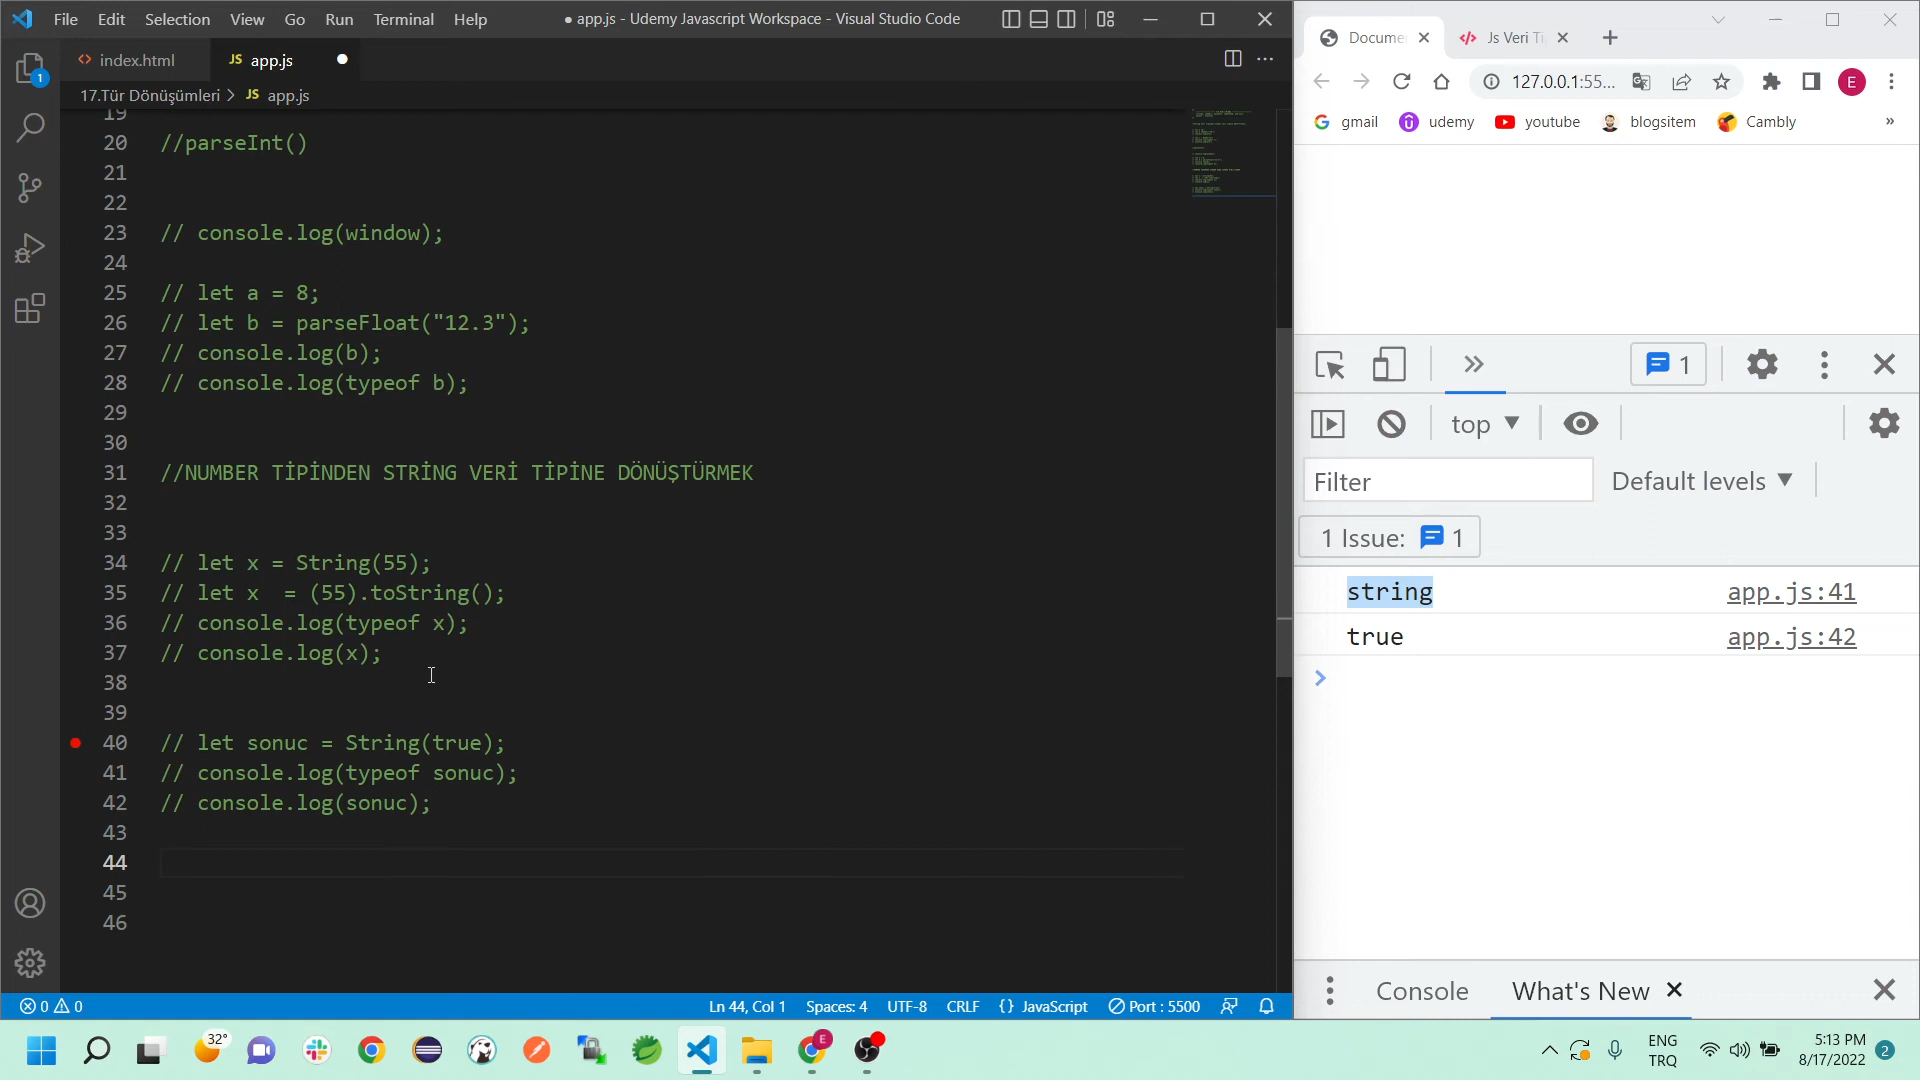 File Edit Selection View Go Run Terminal Help
● app.js - Udemy Javascript Workspace - Visual Studio Code
index.html
JS app.js
17.Tür Dönüşümleri > JS app.js
19
20 //parseInt()
21
22
23 // console.log(window);
24
25 // let a = 8;
26 // let b = parseFloat("12.3");
27 // console.log(b);
28 // console.log(typeof b);
29
30
31 //NUMBER TİPİNDEN STRİNG VERİ TİPİNE DÖNÜŞTÜRMEK
32
33
34 // let x = String(55);
35 // let x  = (55).toString();
36 // console.log(typeof x);
37 // console.log(x);
38
39
40 // let sonuc = String(true);
41 // console.log(typeof sonuc);
42 // console.log(sonuc);
43
44
45
46
1
0 0 Ln 44, Col 1 Spaces: 4 UTF-8 CRLF {} JavaScript Port : 5500
Docume
</> Js Veri Ti
127.0.0.1:55...
E
G gmail udemy youtube blogsitem Cambly »
1
top
Filter Default levels
1 Issue: 1
string app.js:41
true app.js:42
>
Console What's New
32°
E
ENG
TRQ
5:13 PM
8/17/2022
2